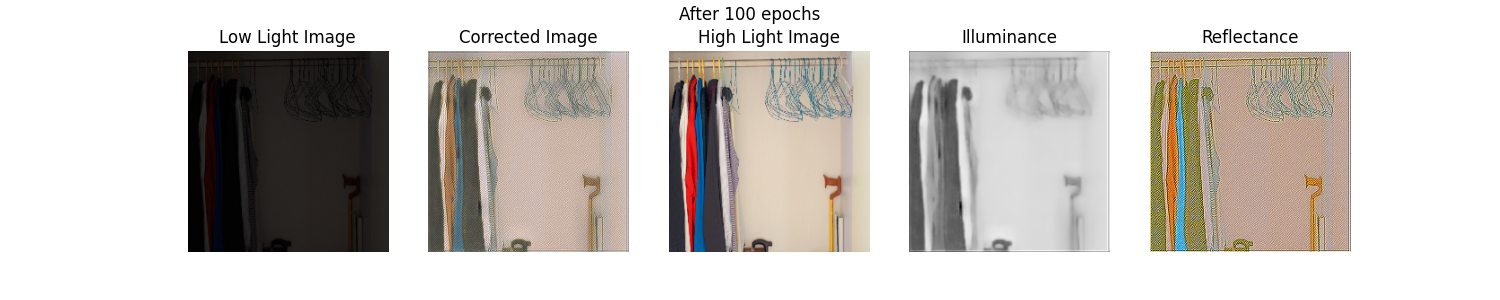 After 100 epochs
Low Light Image
Corrected Image
High Light Image
Illuminance
Reflectance